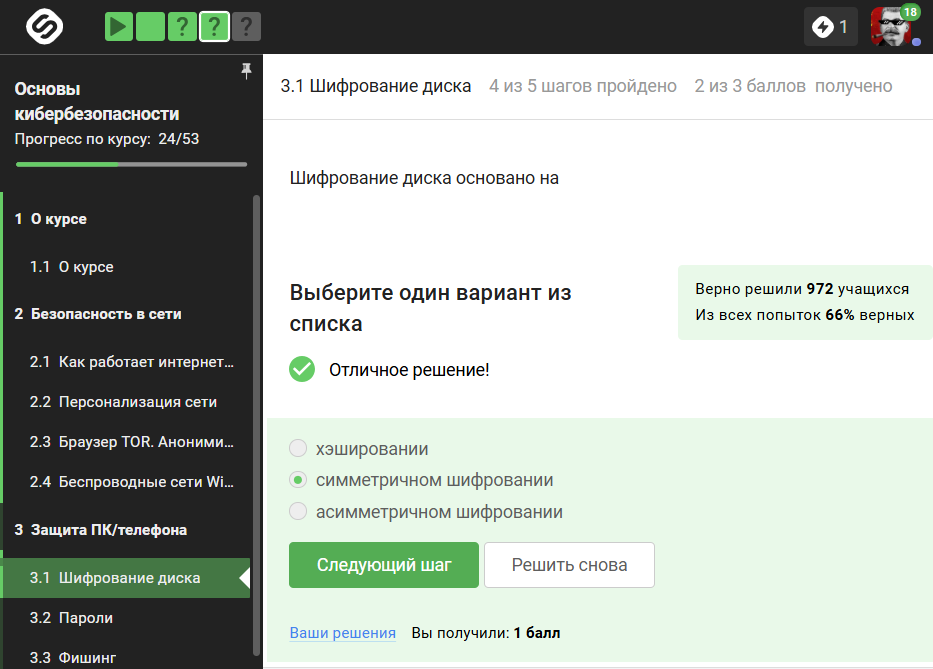 ? ? ?
1
18
Основы
кибербезопасности
Прогресс по курсу: 24/53
1 О курсе
1.1 О курсе
2 Безопасность в сети
2.1 Как работает интернет...
2.2 Персонализация сети
2.3 Браузер TOR. Аноними...
2.4 Беспроводные сети Wi...
3 Защита ПК/телефона
3.1 Шифрование диска
3.2 Пароли
3.3 Фишинг
3.1 Шифрование диска 4 из 5 шагов пройдено 2 из 3 баллов получено
Шифрование диска основано на
Выберите один вариант из
списка
Верно решили 972 учащихся
Из всех попыток 66% верных
Отличное решение!
хэшировании
симметричном шифровании
асимметричном шифровании
Следующий шаг
Решить снова
Ваши решения Вы получили: 1 балл